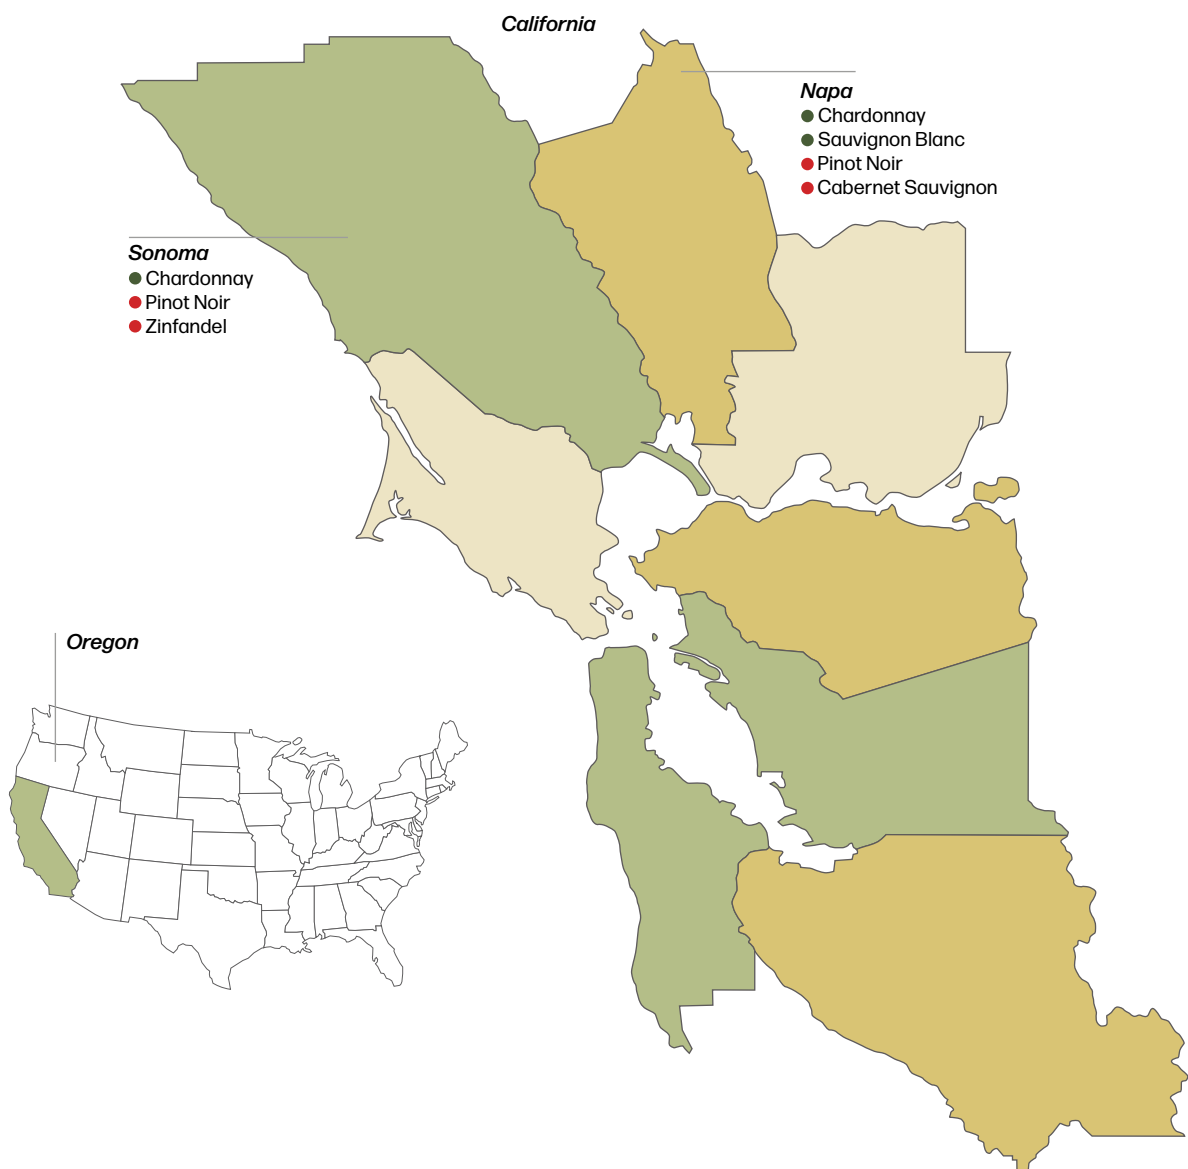 California
Napa
Chardonnay
Sauvignon Blanc
Pinot Noir
Cabernet Sauvignon
Sonoma
Chardonnay
Pinot Noir
Zinfandel
Oregon